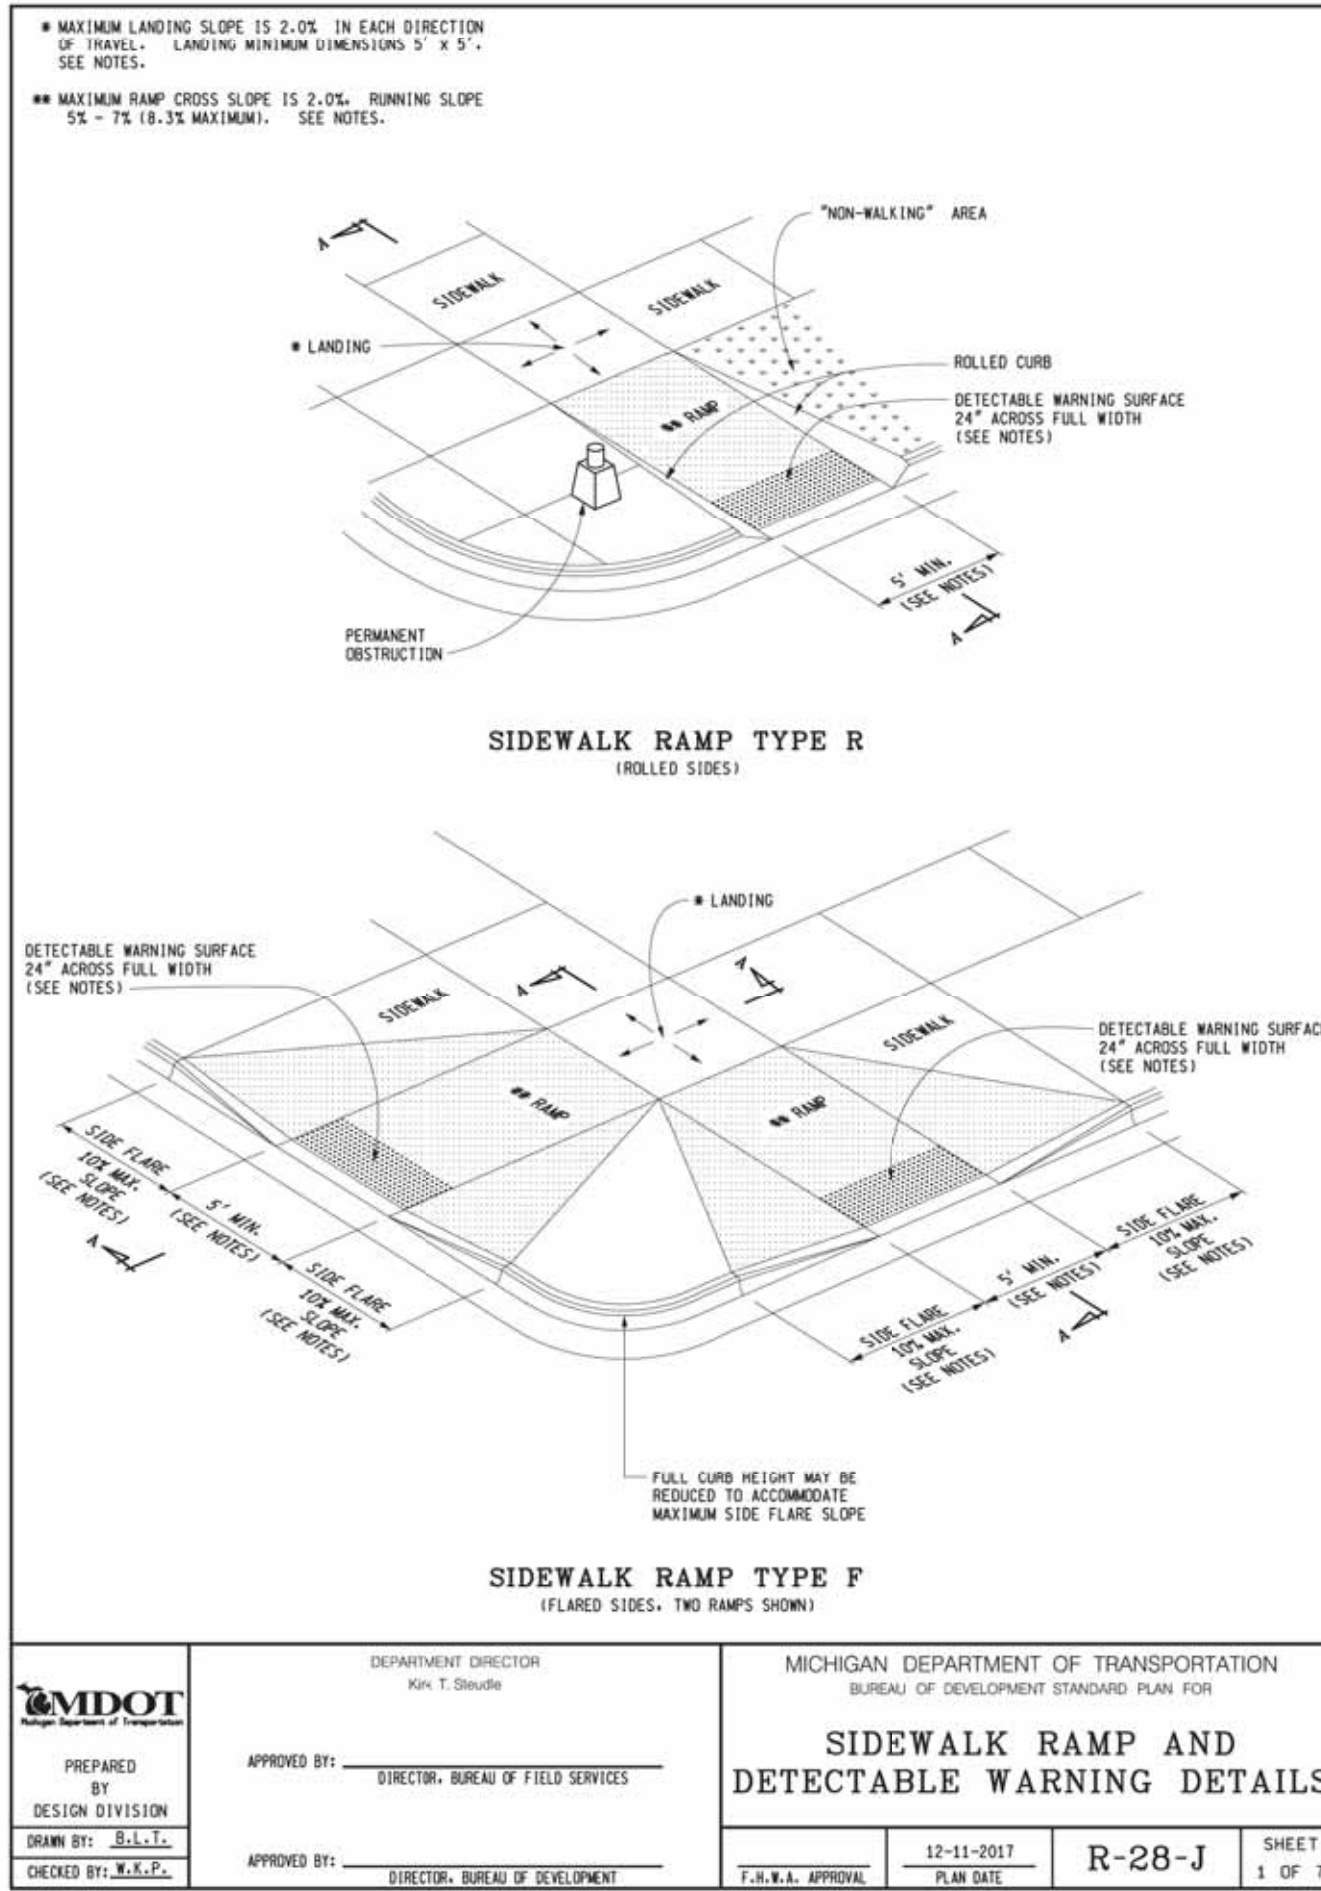 * MAXIMUM LANDING SLOPE IS 2.0% IN EACH DIRECTION
OF TRAVEL. LANDING MINIMUM DIMENSIONS 5' x 5'.
SEE NOTES.
** MAXIMUM RAMP CROSS SLOPE IS 2.0%. RUNNING SLOPE
5% - 7% (8.3% MAXIMUM). SEE NOTES.
"NON-WALKING" AREA
A
SIDEWALK
SIDEWALK
* LANDING
ROLLED CURB
DETECTABLE WARNING SURFACE
24" ACROSS FULL WIDTH
(SEE NOTES)
** RAMP
5' MIN.
(SEE NOTES)
A
PERMANENT
OBSTRUCTION
SIDEWALK RAMP TYPE R
(ROLLED SIDES)
* LANDING
DETECTABLE WARNING SURFACE
24" ACROSS FULL WIDTH
(SEE NOTES)
A
A
SIDEWALK
SIDEWALK
DETECTABLE WARNING SURFAC
24" ACROSS FULL WIDTH
(SEE NOTES)
** RAMP
** RAMP
SIDE FLARE
10% MAX.
SLOPE
(SEE NOTES)
5' MIN.
(SEE NOTES)
SIDE FLARE
10% MAX.
SLOPE
(SEE NOTES)
A
SIDE FLARE
10% MAX.
SLOPE
(SEE NOTES)
5' MIN.
(SEE NOTES)
SIDE FLARE
10% MAX.
SLOPE
(SEE NOTES)
A
FULL CURB HEIGHT MAY BE
REDUCED TO ACCOMMODATE
MAXIMUM SIDE FLARE SLOPE
SIDEWALK RAMP TYPE F
(FLARED SIDES, TWO RAMPS SHOWN)
MDOT
Michigan Department of Transportation
PREPARED
BY
DESIGN DIVISION
DRAWN BY: B.L.T.
CHECKED BY: W.K.P.
DEPARTMENT DIRECTOR
Kirk T. Steudle
APPROVED BY:
DIRECTOR, BUREAU OF FIELD SERVICES
APPROVED BY:
DIRECTOR, BUREAU OF DEVELOPMENT
MICHIGAN DEPARTMENT OF TRANSPORTATION
BUREAU OF DEVELOPMENT STANDARD PLAN FOR
SIDEWALK RAMP AND
DETECTABLE WARNING DETAILS
F.H.W.A. APPROVAL
12-11-2017
PLAN DATE
R-28-J
SHEET
1 OF 7